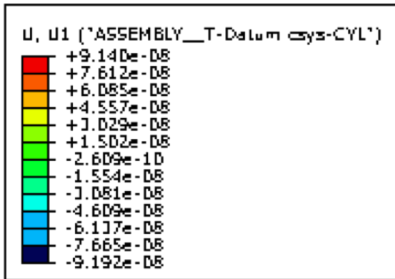 U, U1 ("ASSEMBLY__T-Datum csys-CYL")
+9.140e-08
+7.612e-08
+6.085e-08
+4.557e-08
+3.029e-08
+1.502e-08
-2.609e-10
-1.554e-08
-3.081e-08
-4.609e-08
-6.137e-08
-7.665e-08
-9.192e-08